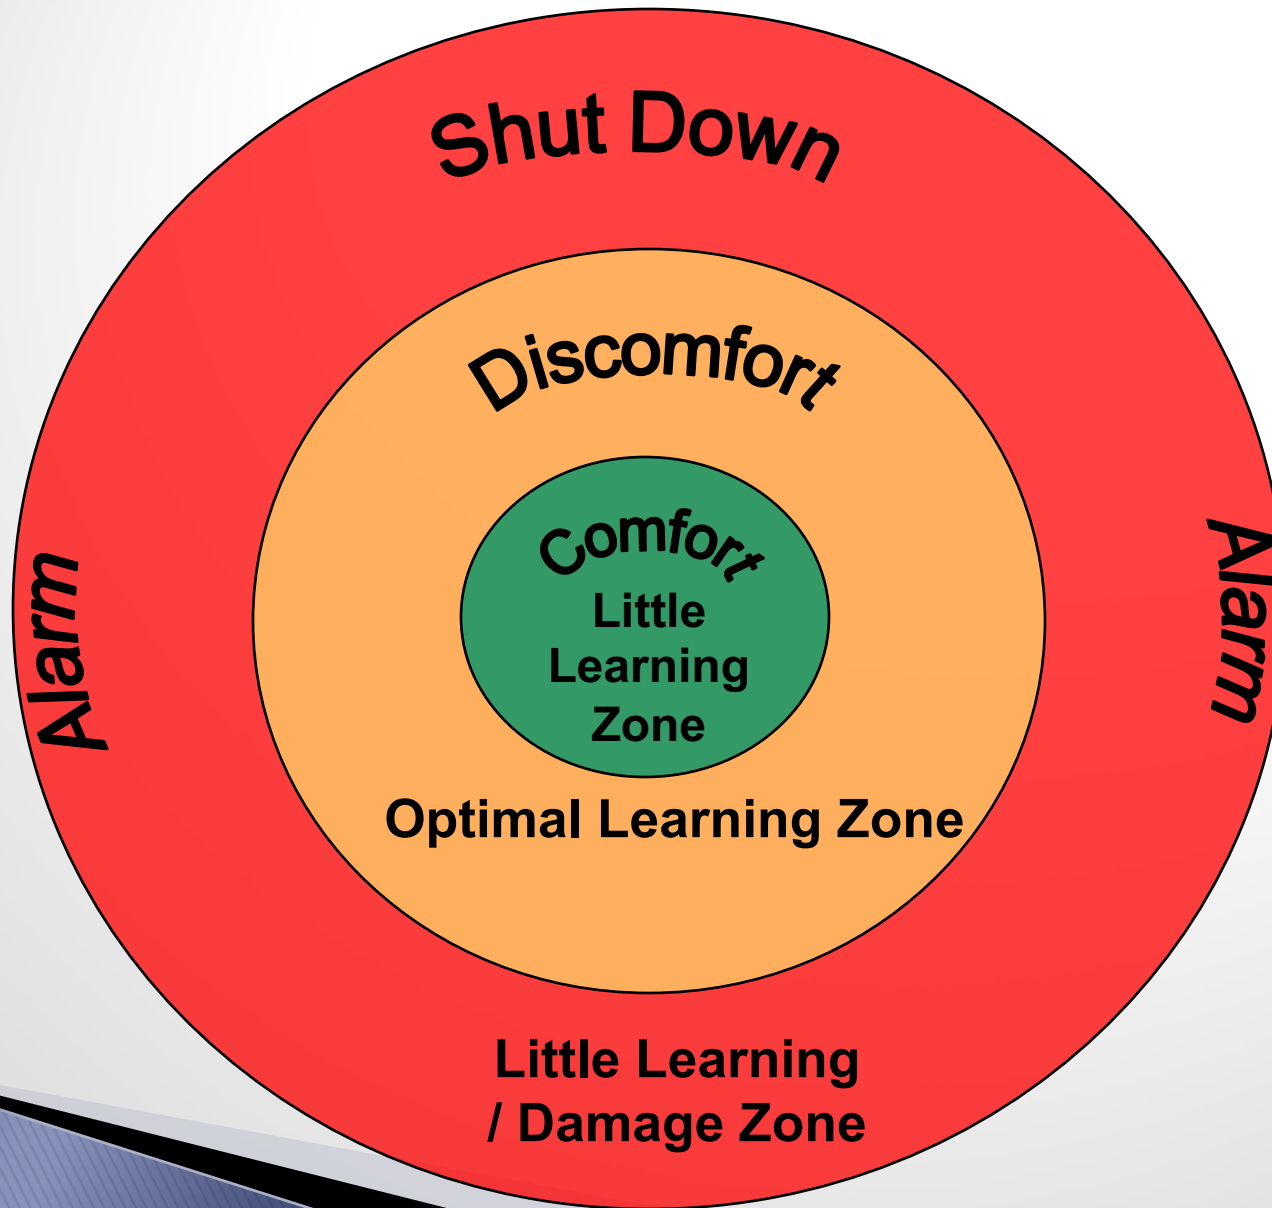 Shut Down
Discomfort
Comfort
Little
Learning
Zone
Alarm
Alarm
Optimal Learning Zone
Little Learning
/ Damage Zone